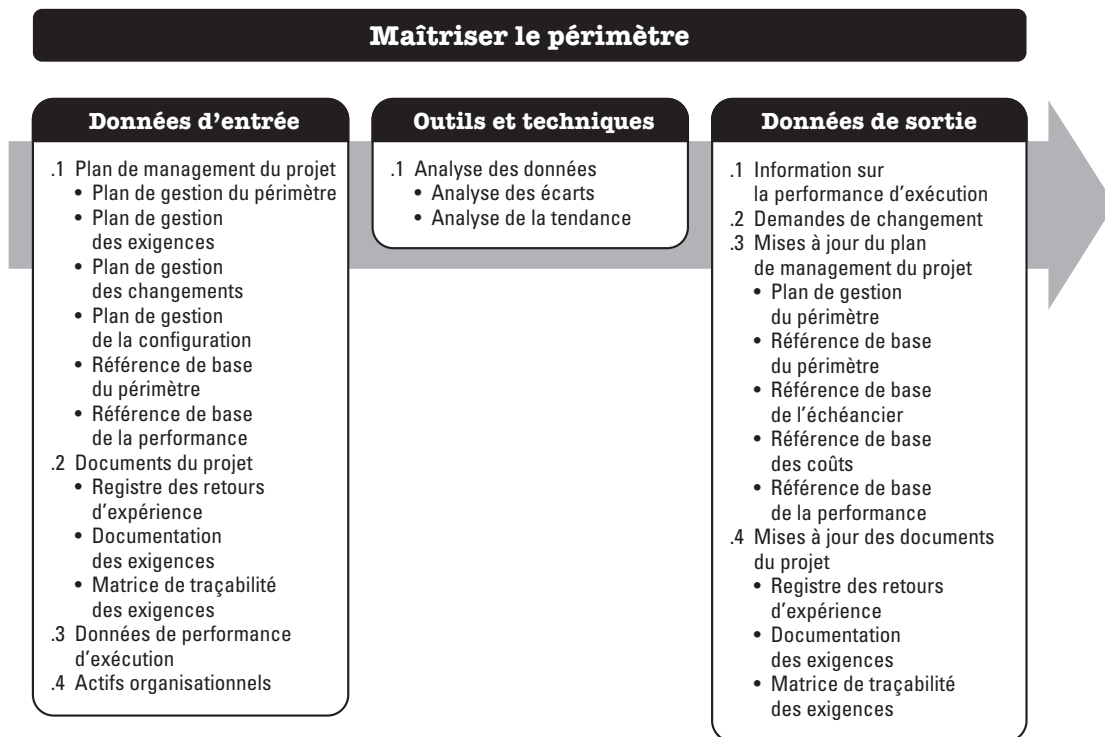 Maîtriser le périmètre
Données d'entrée
.1 Plan de management du projet
• Plan de gestion du périmètre
• Plan de gestion
des exigences
• Plan de gestion
des changements
• Plan de gestion
de la configuration
• Référence de base
du périmètre
• Référence de base
de la performance
.2 Documents du projet
• Registre des retours
d'expérience
• Documentation
des exigences
• Matrice de traçabilité
des exigences
.3 Données de performance
d'exécution
.4 Actifs organisationnels
Outils et techniques
.1 Analyse des données
• Analyse des écarts
• Analyse de la tendance
Données de sortie
.1 Information sur
la performance d'exécution
.2 Demandes de changement
.3 Mises à jour du plan
de management du projet
• Plan de gestion
du périmètre
• Référence de base
du périmètre
• Référence de base
de l'échéancier
• Référence de base
des coûts
• Référence de base
de la performance
.4 Mises à jour des documents
du projet
• Registre des retours
d'expérience
• Documentation
des exigences
• Matrice de traçabilité
des exigences